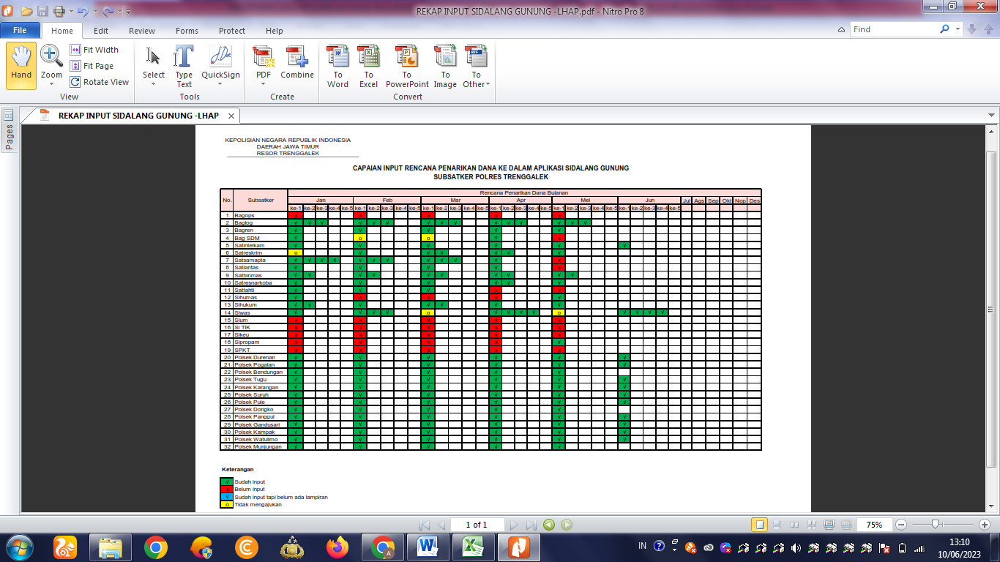 REKAP INPUT SIDALANG GUNUNG -LHAP.pdf - Nitro Pro 8
File Home Edit Review Forms Protect Help Find
Hand
Zoom
Fit Width
Fit Page
Rotate View
View
Select
Type Text
QuickSign
Tools
PDF
Combine
Create
To Word
To Excel
To PowerPoint
To Image
To Other
Convert
REKAP INPUT SIDALANG GUNUNG -LHAP
Pages
KEPOLISIAN NEGARA REPUBLIK INDONESIA
DAERAH JAWA TIMUR
RESOR TRENGGALEK
CAPAIAN INPUT RENCANA PENARIKAN DANA KE DALAM APLIKASI SIDALANG GUNUNG
SUBSATKER POLRES TRENGGALEK
No. Subsatker Rencana Penarikan Dana Bulanan
Jan Feb Mar Apr Mei Jun Jul Ags Sep Okt Nop Des
ke-1 ke-2 ke-3 ke-4 ke-5 ke-1 ke-2 ke-3 ke-4 ke-5 ke-1 ke-2 ke-3 ke-4 ke-5 ke-1 ke-2 ke-3 ke-4 ke-5 ke-1 ke-2 ke-3 ke-4 ke-5 ke-1 ke-2 ke-3 ke-4 ke-5
1 Bagops x x x x x
2 Baglog √ √ √ √ √ √ √ √ √ √ √ √ √ √ √
3 Bagren √ √ √ √ √
4 Bag SDM √ o o √ x
5 Satintelkam √ √ √ √ √ √
6 Satreskrim o √ √ √ √ √ √
7 Satsamapta √ √ √ √ √ √ √ √ √ √ √ x
8 Satlantas √ √ √ √ x
9 Satbinmas √ √ √ √ √ √ √ √ √ √
10 Satresnarkoba √ √ √ √ √ √
11 Sattahti √ √ √ x x
12 Sihumas √ x x x √
13 Sihukum √ √ √ √ √ √ √
14 Siwas √ √ √ √ o √ √ √ √ o √ √ √ √
15 Sium x x x x x
16 Si TIK x x x x x
17 Sikeu x x x x x
18 Sipropam x x x x √
19 SPKT x x x x x
20 Polsek Durenan √ √ √ √ √ √
21 Polsek Pogalan √ √ √ √ √ √
22 Polsek Bendungan √ √ √ √ √
23 Polsek Tugu √ √ √ √ √ √
24 Polsek Karangan √ √ √ √ √ √
25 Polsek Suruh √ √ √ √ √ √
26 Polsek Pule √ √ √ √ √ √
27 Polsek Dongko √ √ √ √ √
28 Polsek Panggul √ √ √ √ √ √
29 Polsek Gandusari √ √ √ √ √ √
30 Polsek Kampak √ √ √ √ √ √
31 Polsek Watulimo √ √ √ √ √ √
32 Polsek Munjungan √ √ √ √ √
Keterangan
√ Sudah input
x Belum input
√ Sudah input tapi belum ada lampiran
o Tidak mengajukan
1 of 1
75%
IN
13:10
10/06/2023